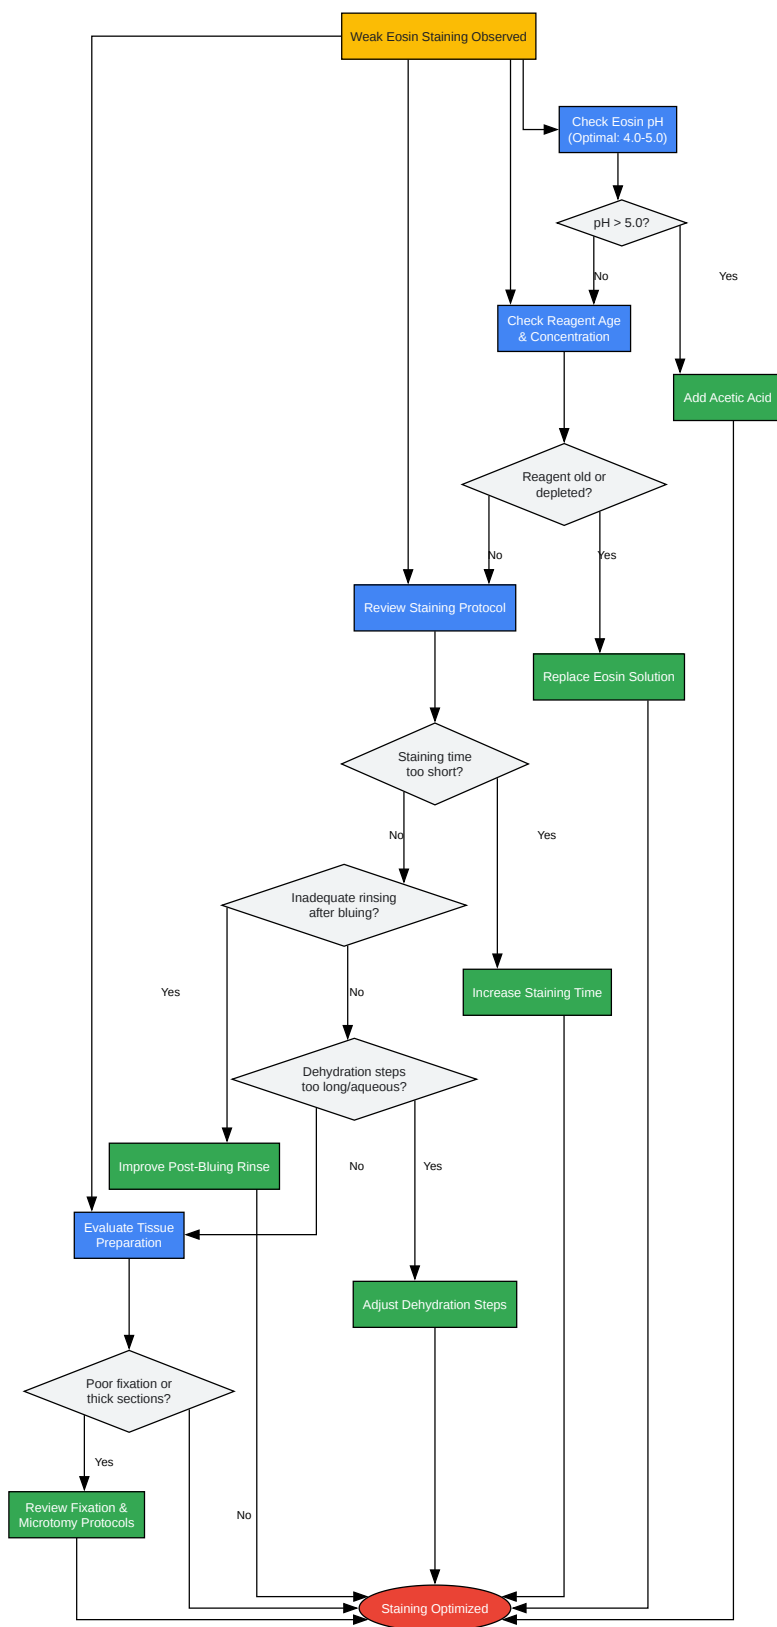 Weak Eosin Staining Observed
Check Eosin pH
(Optimal: 4.0-5.0)
pH > 5.0?
No
Yes
Check Reagent Age
& Concentration
Add Acetic Acid
Reagent old or
depleted?
No
Yes
Review Staining Protocol
Replace Eosin Solution
Staining time
too short?
No
Yes
Inadequate rinsing
after bluing?
Yes
No
Increase Staining Time
Dehydration steps
too long/aqueous?
Improve Post-Bluing Rinse
No
Yes
Evaluate Tissue
Preparation
Adjust Dehydration Steps
Poor fixation or
thick sections?
Yes
Review Fixation &
Microtomy Protocols
No
Staining Optimized